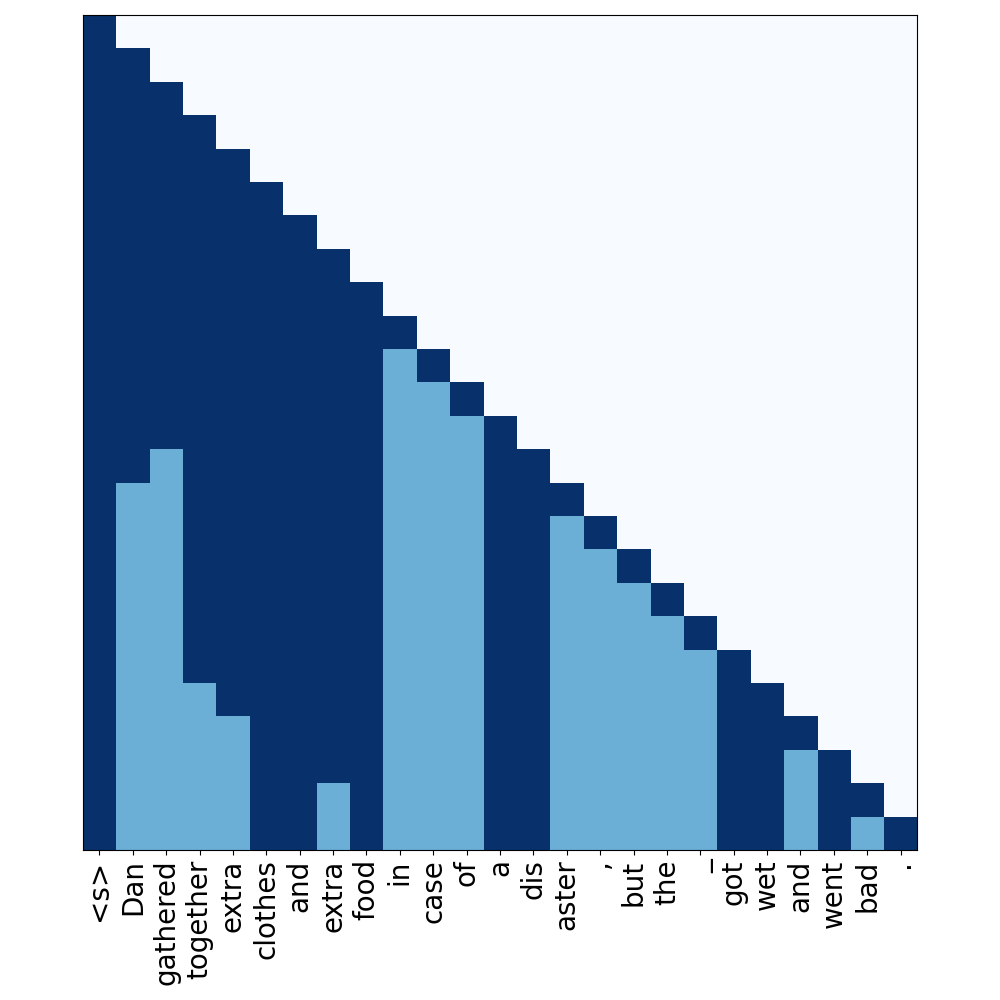 <s>
Dan
gathered
together
extra
clothes
and
extra
food
in
case
of
a
dis
aster
,
but
the
_
got
wet
and
went
bad
.